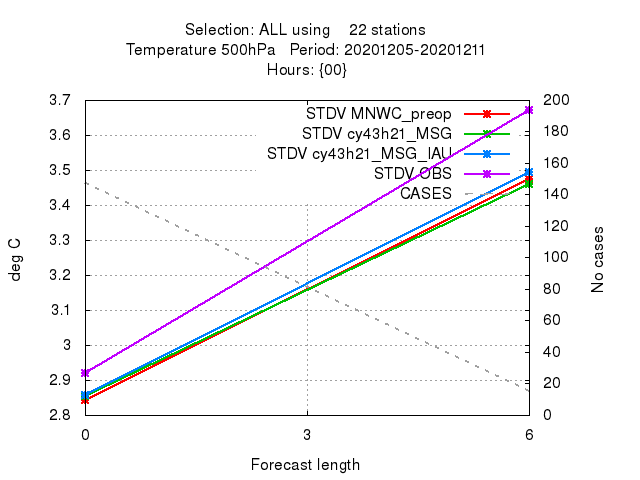 Selection: ALL using 22 stations
Temperature 500hPa Period: 20201205-20201211
Hours: {00}
3.7
3.6
3.5
3.4
3.3
3.2
3.1
3
2.9
2.8
deg C
STDV MNWC_preop
STDV cy43h21_MSG
STDV cy43h21_MSG_IAU
STDV OBS
CASES
200
180
160
140
120
100
80
60
40
20
0
No cases
0 3 6
Forecast length